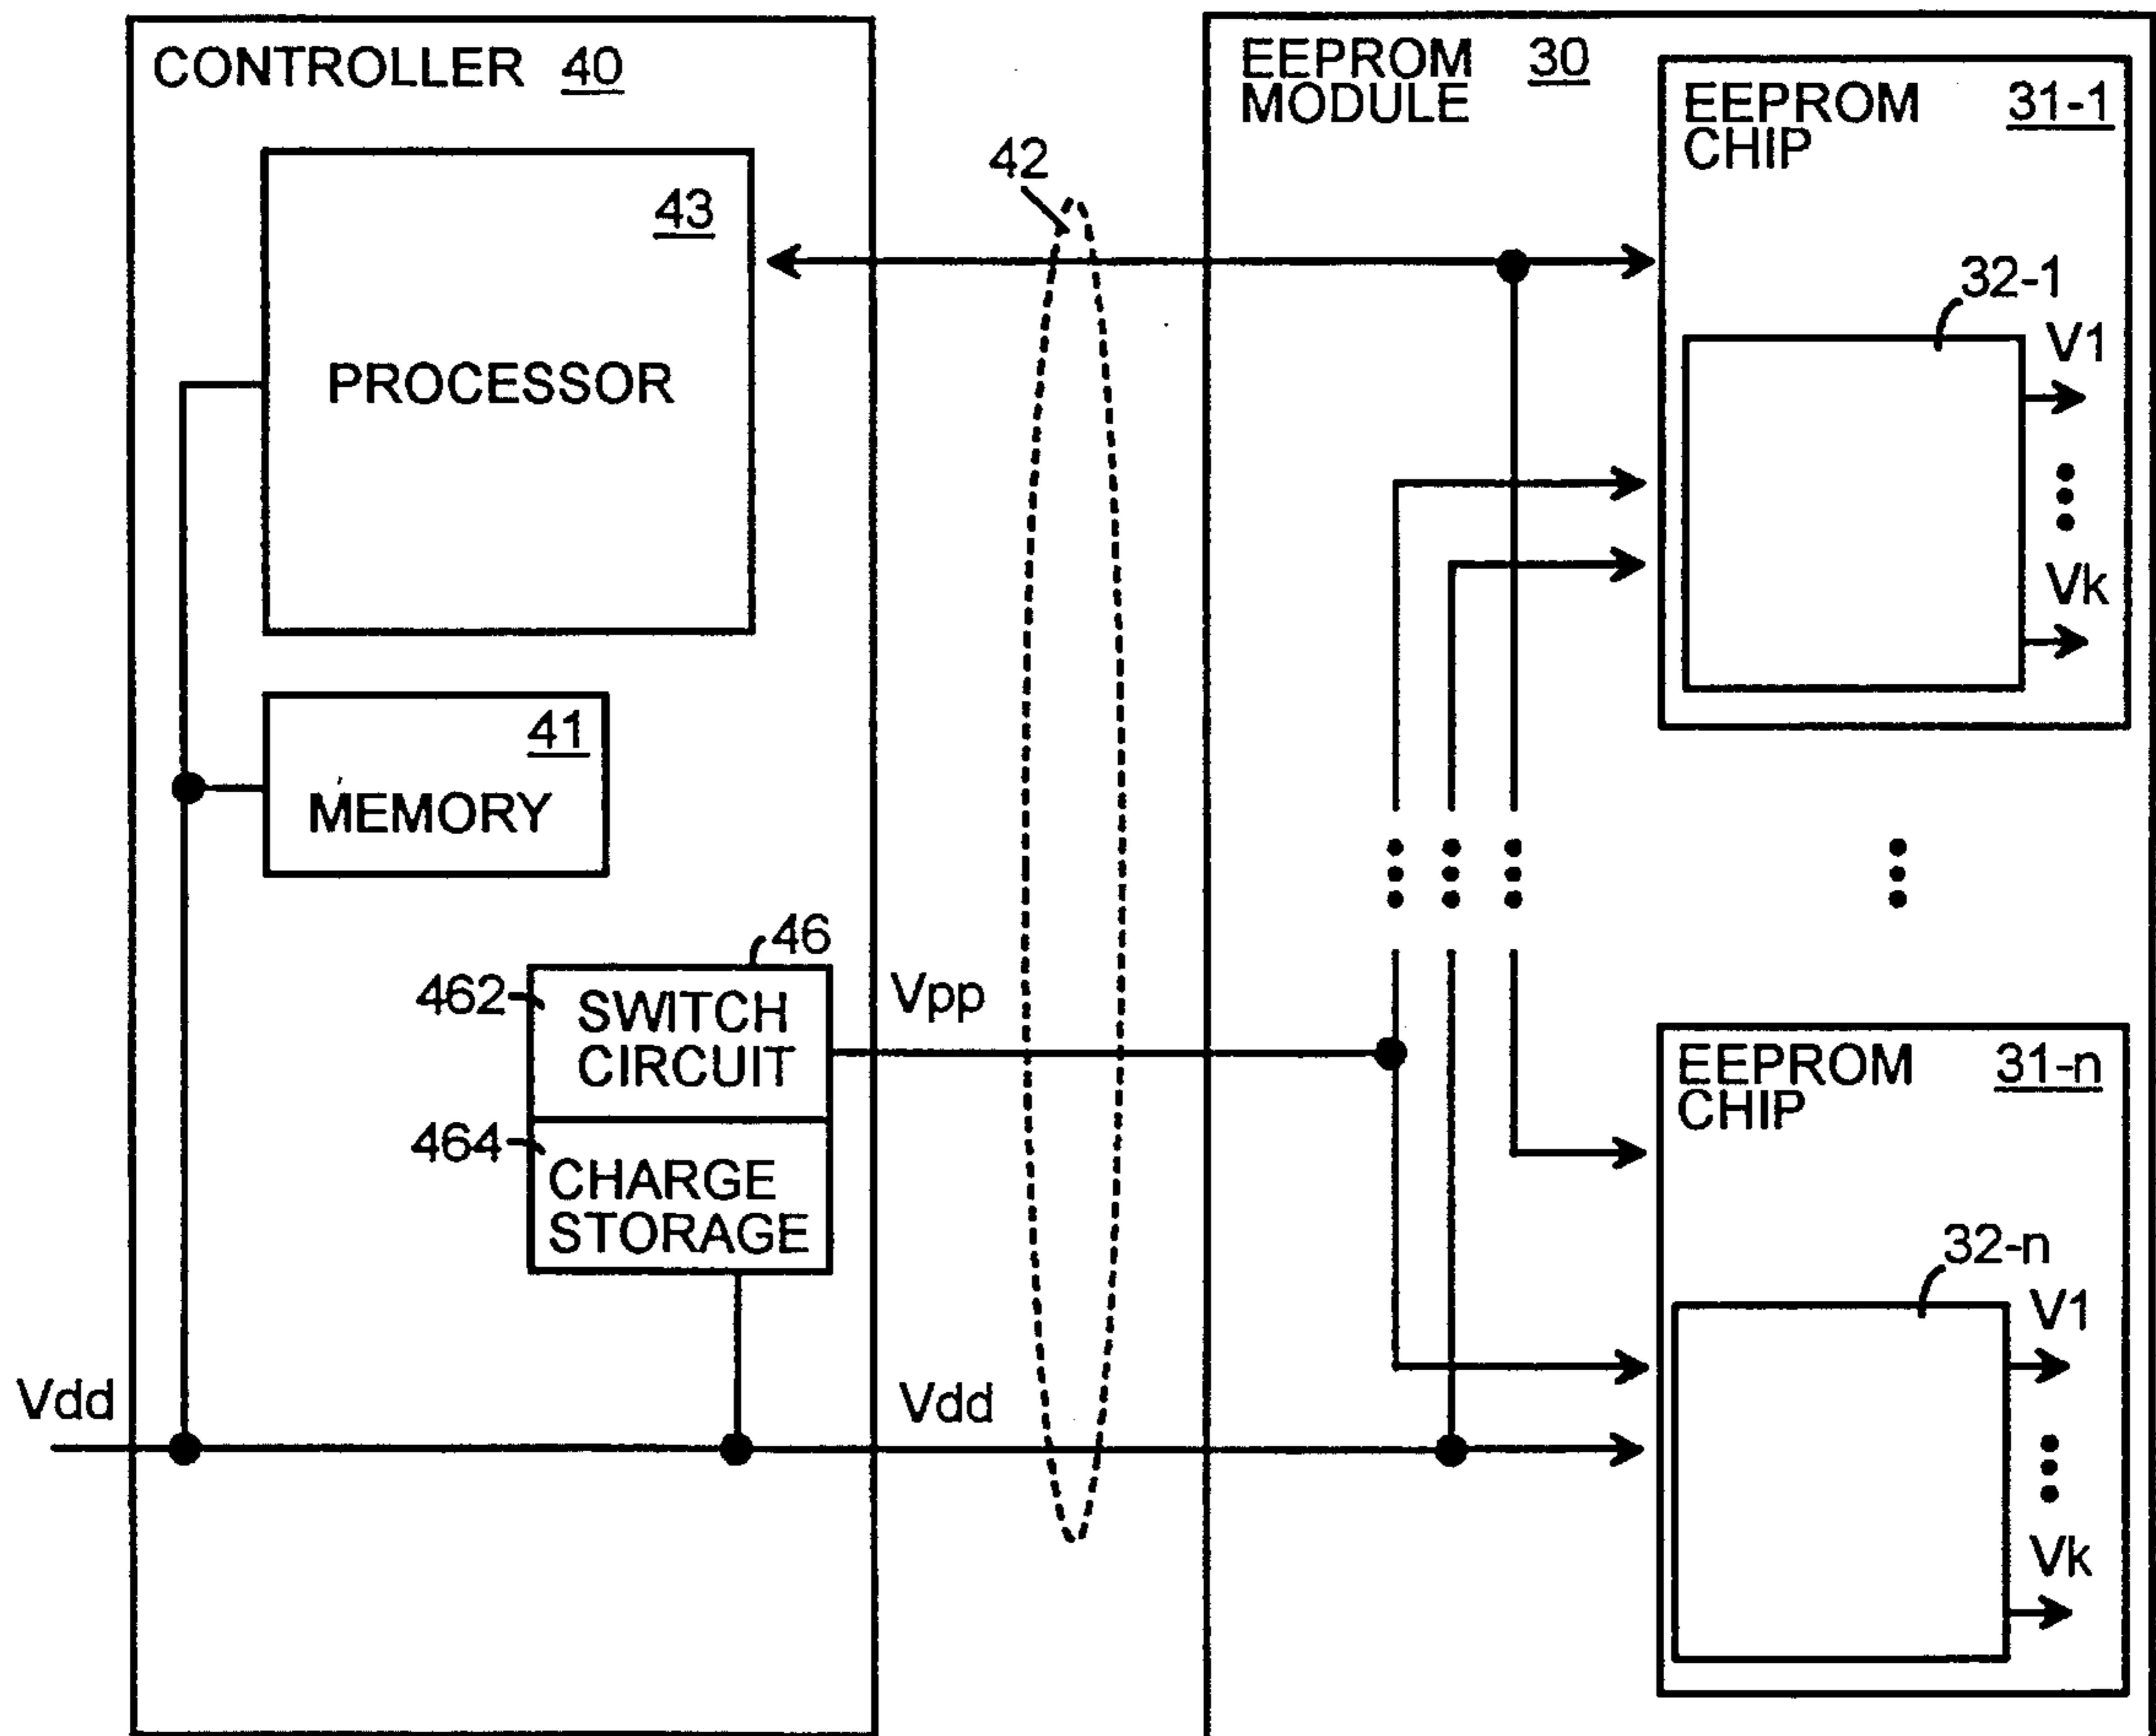 CONTROLLER 40
43
PROCESSOR
41
MEMORY
46
462
SWITCH
CIRCUIT
464
CHARGE
STORAGE
Vdd
42
Vpp
Vdd
EEPROM 30
MODULE
EEPROM 31-1
CHIP
32-1
V1
Vk
EEPROM 31-n
CHIP
32-n
V1
Vk